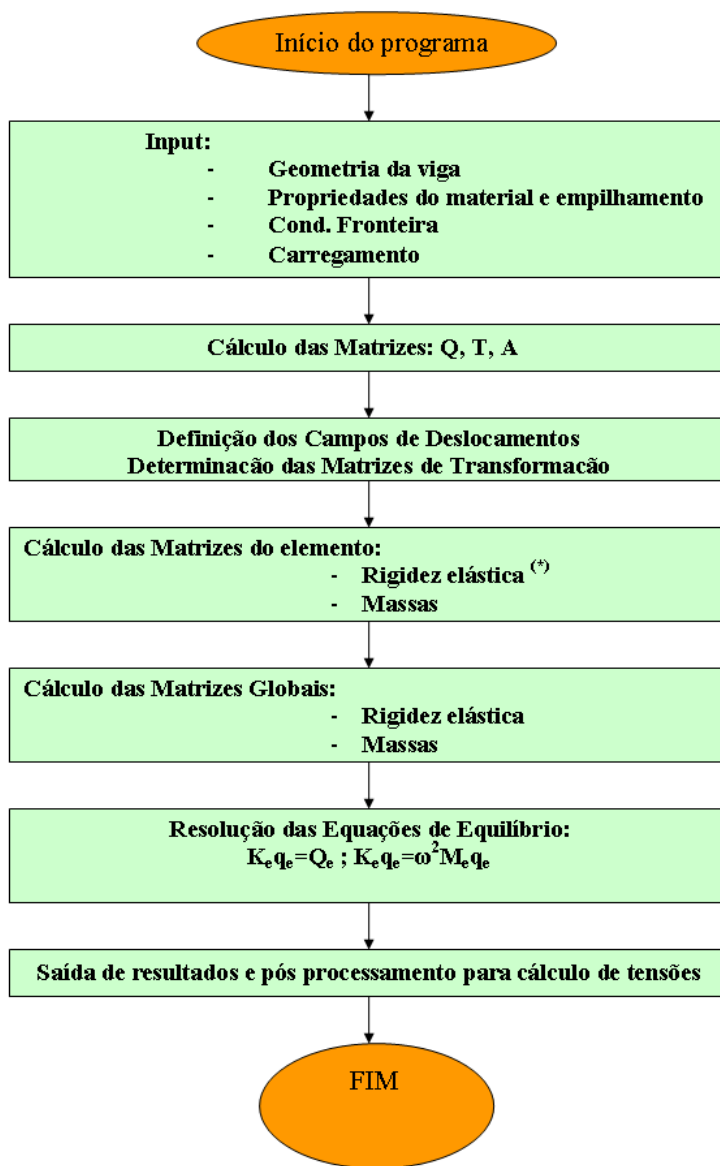 Início do programa
Input:
- Geometria da viga
- Propriedades do material e empilhamento
- Cond. Fronteira
- Carregamento
Cálculo das Matrizes: Q, T, A
Definição dos Campos de Deslocamentos
Determinacão das Matrizes de Transformacão
Cálculo das Matrizes do elemento:
- Rigidez elástica (*)
- Massas
Cálculo das Matrizes Globais:
- Rigidez elástica
- Massas
Resolução das Equações de Equilíbrio:
Kₑqₑ=Qₑ ; Kₑqₑ=ω²Mₑqₑ
Saída de resultados e pós processamento para cálculo de tensões
FIM